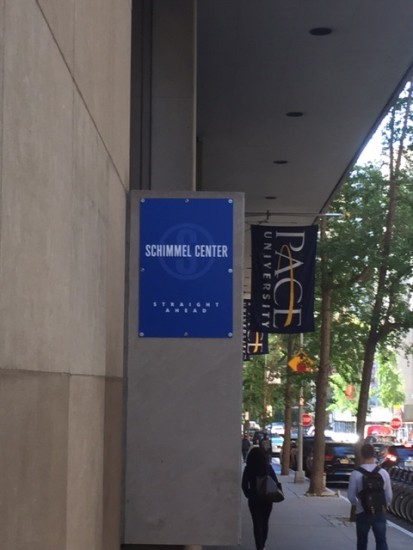 SCHIMMEL CENTER
STRAIGHT
AHEAD
PACE
UNIVERSITY